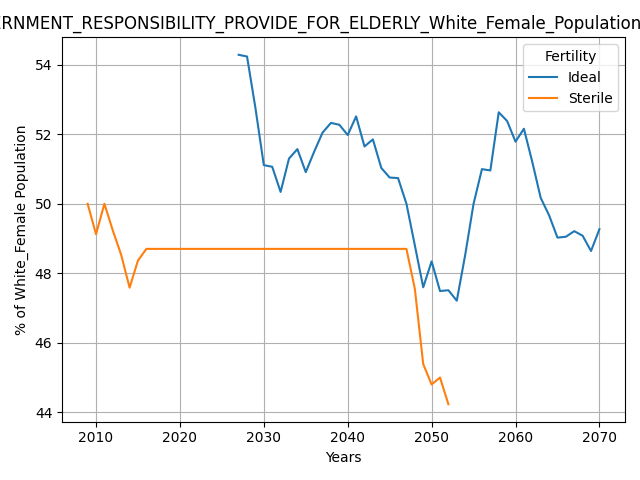 ERNMENT_RESPONSIBILITY_PROVIDE_FOR_ELDERLY_White_Female_Population
Fertility
Ideal
Sterile
% of White_Female Population
54
52
50
48
46
44
2010 2020 2030 2040 2050 2060 2070
Years